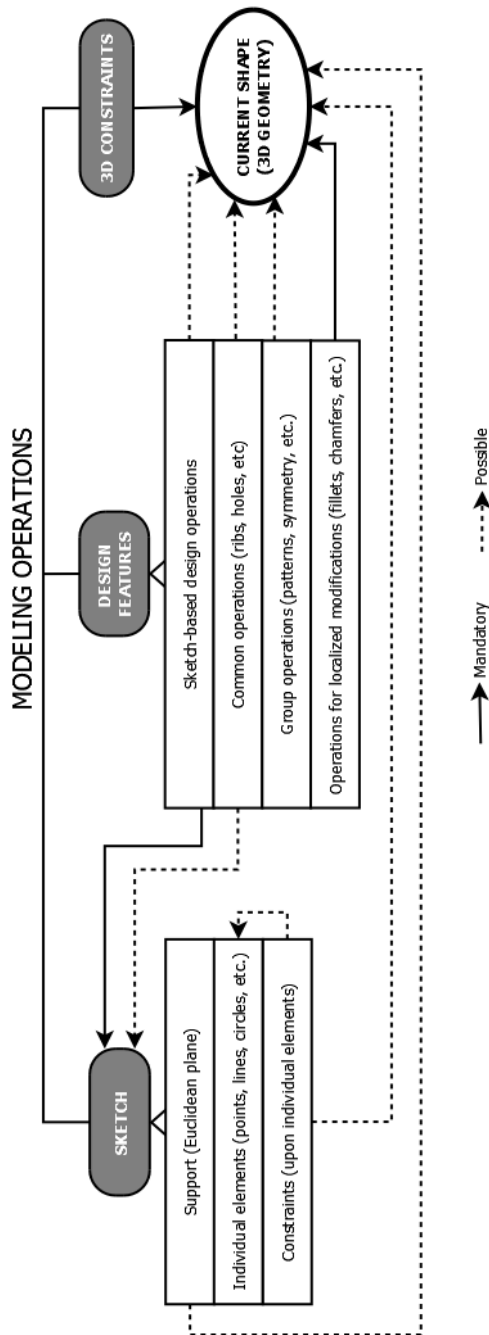 MODELING OPERATIONS
SKETCH
Support (Euclidean plane)
Individual elements (points, lines, circles, etc.)
Constraints (upon individual elements)
DESIGN
FEATURES
Sketch-based design operations
Common operations (ribs, holes, etc)
Group operations (patterns, symmetry, etc.)
Operations for localized modifications (fillets, chamfers, etc.)
3D CONSTRAINTS
CURRENT SHAPE
(3D GEOMETRY)
Mandatory
Possible